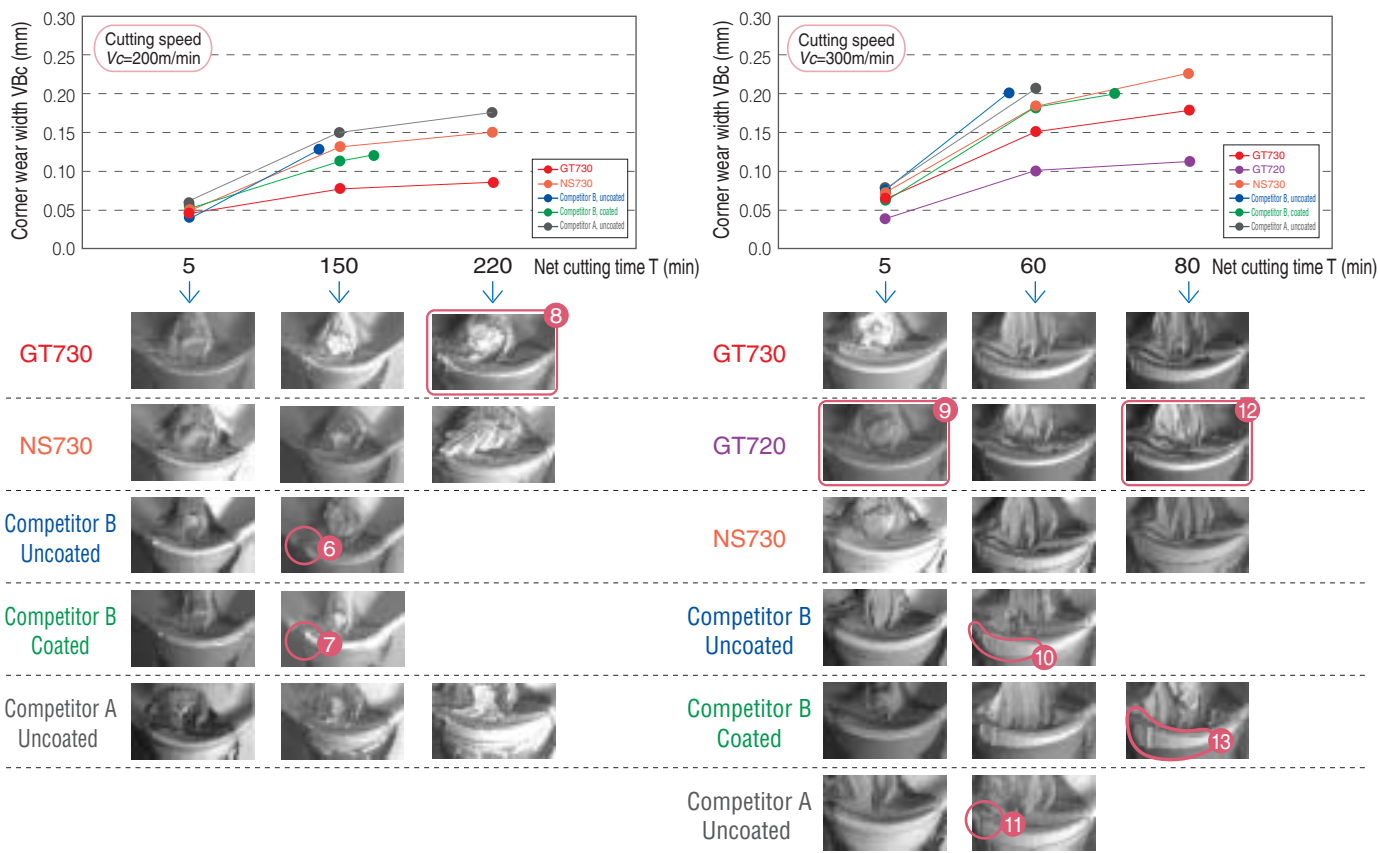 Corner wear width VBc (mm)
0.30
0.25
0.20
0.15
0.10
0.05
0.0
Cutting speed
Vc=200m/min
GT730
NS730
Competitor B, uncoated
Competitor B, coated
Competitor A, uncoated
5 150 220 Net cutting time T (min)
GT730
8
NS730
Competitor B
Uncoated
6
Competitor B
Coated
7
Competitor A
Uncoated
Corner wear width VBc (mm)
0.30
0.25
0.20
0.15
0.10
0.05
0.0
Cutting speed
Vc=300m/min
GT730
GT720
NS730
Competitor B, uncoated
Competitor B, coated
Competitor A, uncoated
5 60 80 Net cutting time T (min)
GT730
GT720
9
12
NS730
Competitor B
Uncoated
10
Competitor B
Coated
13
Competitor A
Uncoated
11